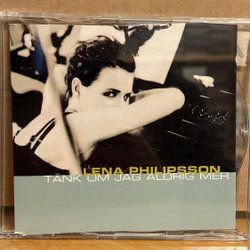 LENA PHILIPSSON
TÄNK OM JAG ALDRIG MER